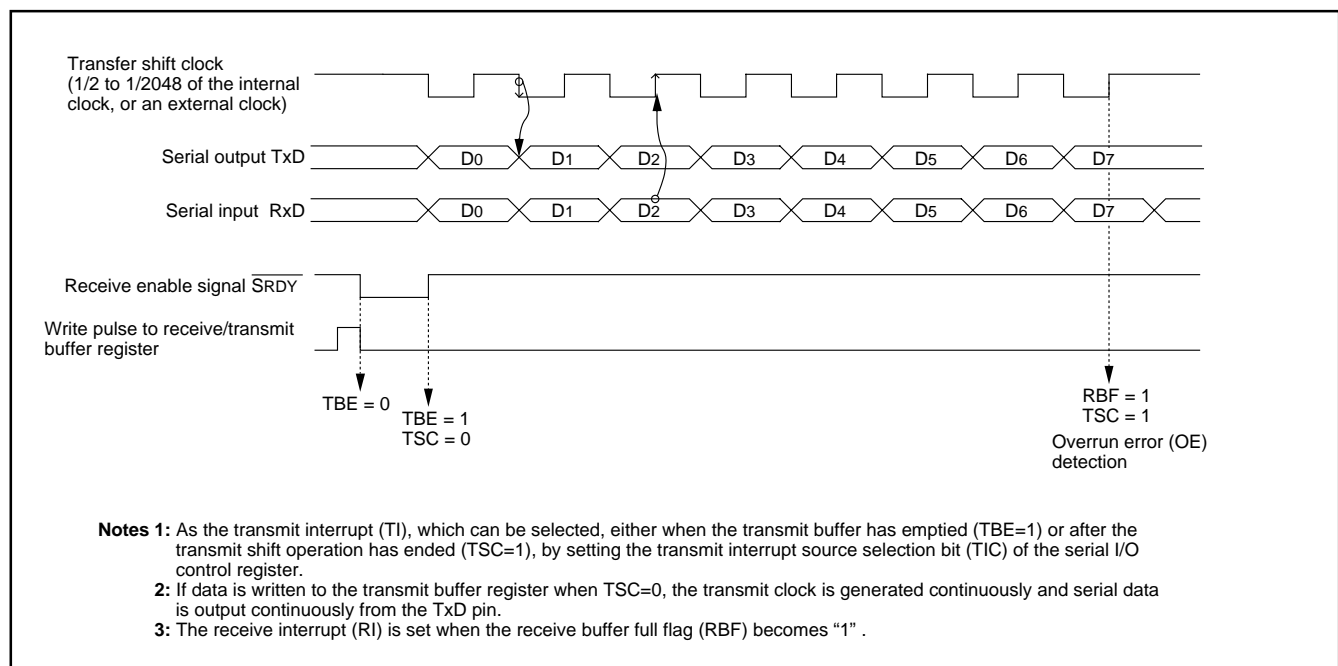 Transfer shift clock
(1/2 to 1/2048 of the internal
clock, or an external clock)
Serial output TxD
D0 D1 D2 D3 D4 D5 D6 D7
Serial input RxD
D0 D1 D2 D3 D4 D5 D6 D7
Receive enable signal SRDY
Write pulse to receive/transmit
buffer register
TBE = 0
TBE = 1
TSC = 0
RBF = 1
TSC = 1
Overrun error (OE)
detection
Notes 1: As the transmit interrupt (TI), which can be selected, either when the transmit buffer has emptied (TBE=1) or after the
transmit shift operation has ended (TSC=1), by setting the transmit interrupt source selection bit (TIC) of the serial I/O
control register.
2: If data is written to the transmit buffer register when TSC=0, the transmit clock is generated continuously and serial data
is output continuously from the TxD pin.
3: The receive interrupt (RI) is set when the receive buffer full flag (RBF) becomes “1” .